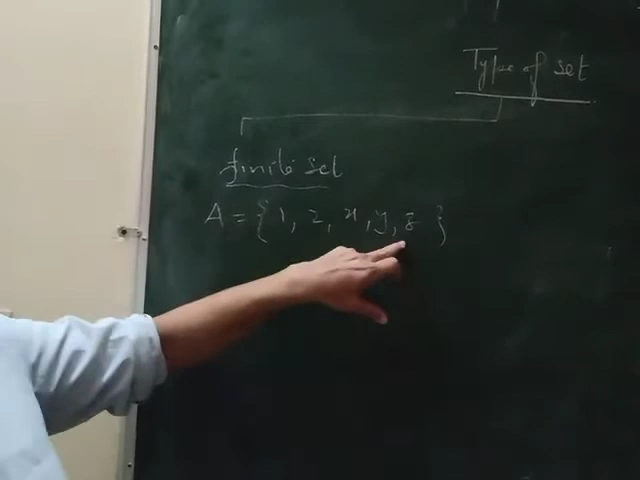 Type of set
finite set
A = {1, 2, x, y, z }